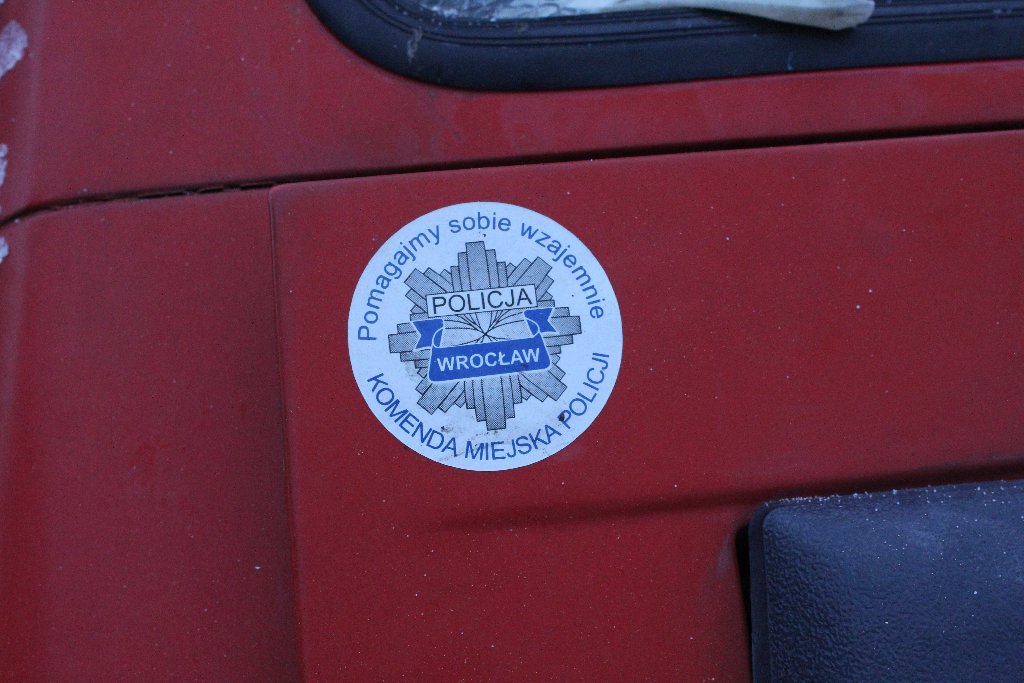 Pomagajmy sobie wzajemnie
POLICJA
WROCŁAW
KOMENDA MIEJSKA POLICJI